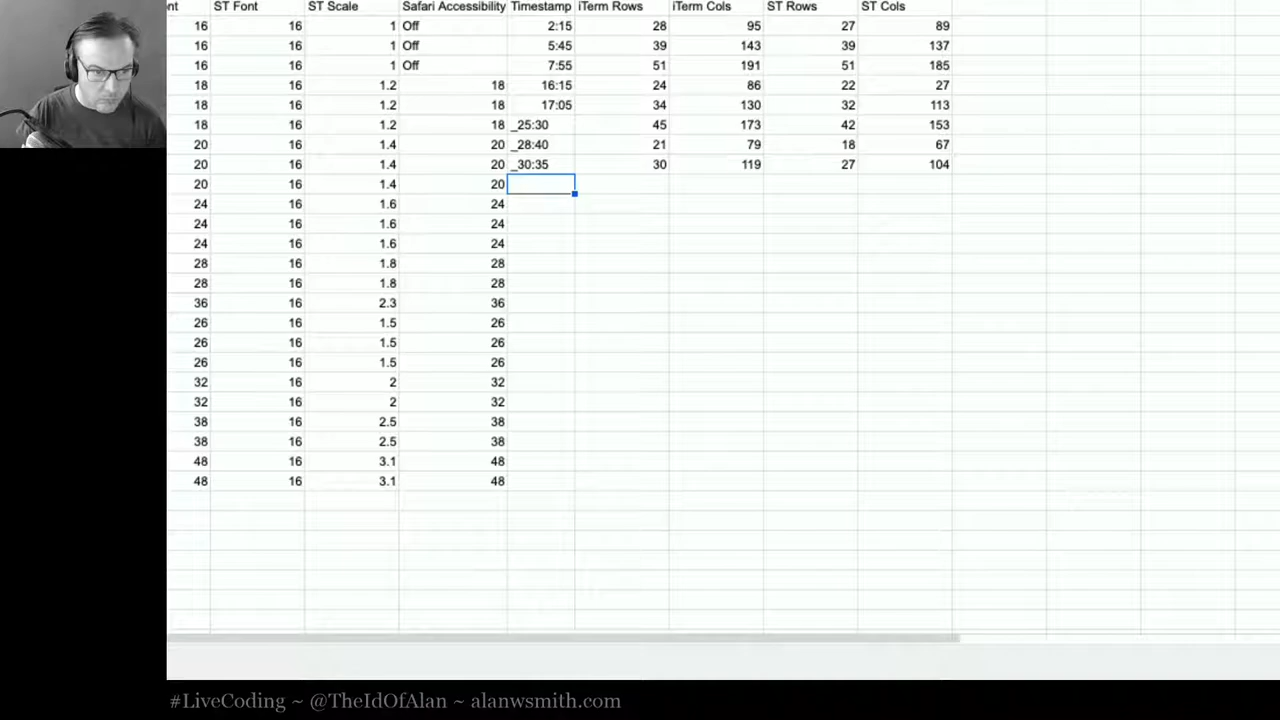 nt ST Font ST Scale Safari Accessibility Timestamp iTerm Rows iTerm Cols ST Rows ST Cols
16 16 1 Off 2:15 28 95 27 89
16 16 1 Off 5:45 39 143 39 137
16 16 1 Off 7:55 51 191 51 185
18 16 1.2 18 16:15 24 86 22 27
18 16 1.2 18 17:05 34 130 32 113
18 16 1.2 18 _25:30 45 173 42 153
20 16 1.4 20 _28:40 21 79 18 67
20 16 1.4 20 _30:35 30 119 27 104
20 16 1.4 20
24 16 1.6 24
24 16 1.6 24
24 16 1.6 24
28 16 1.8 28
28 16 1.8 28
36 16 2.3 36
26 16 1.5 26
26 16 1.5 26
26 16 1.5 26
32 16 2 32
32 16 2 32
38 16 2.5 38
38 16 2.5 38
48 16 3.1 48
48 16 3.1 48
#LiveCoding ~ @TheIdOfAlan ~ alanwsmith.com